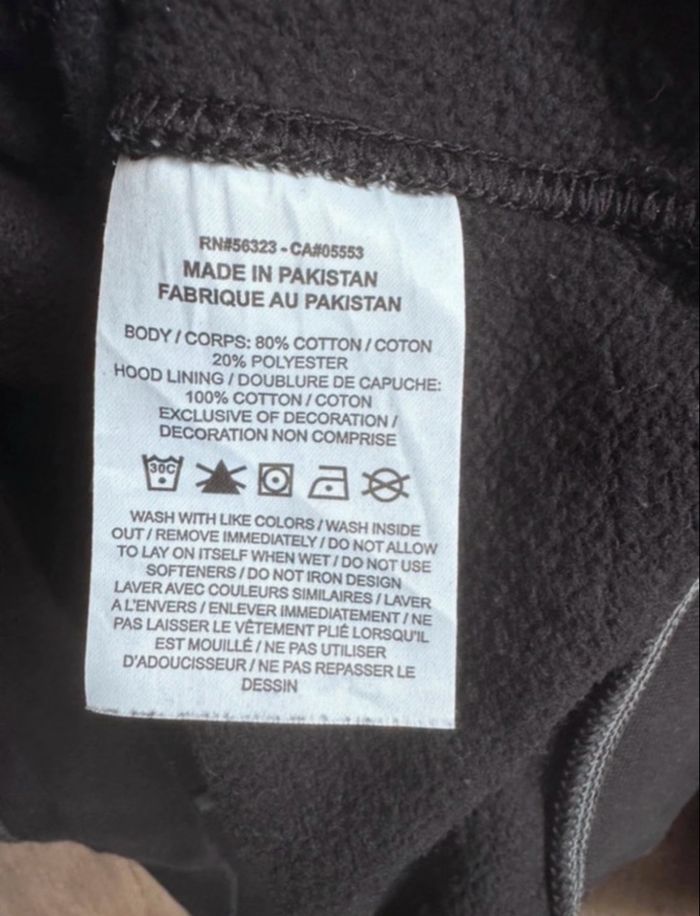 RN#56323 - CA#05553
MADE IN PAKISTAN
FABRIQUE AU PAKISTAN
BODY / CORPS: 80% COTTON / COTON
20% POLYESTER
HOOD LINING / DOUBLURE DE CAPUCHE:
100% COTTON / COTON
EXCLUSIVE OF DECORATION /
DECORATION NON COMPRISE
30C
WASH WITH LIKE COLORS / WASH INSIDE
OUT / REMOVE IMMEDIATELY / DO NOT ALLOW
TO LAY ON ITSELF WHEN WET / DO NOT USE
SOFTENERS / DO NOT IRON DESIGN
LAVER AVEC COULEURS SIMILAIRES / LAVER
A L'ENVERS / ENLEVER IMMEDIATEMENT / NE
PAS LAISSER LE VÊTEMENT PLIÉ LORSQU'IL
EST MOUILLÉ / NE PAS UTILISER
D'ADOUCISSEUR / NE PAS REPASSER LE
DESSIN